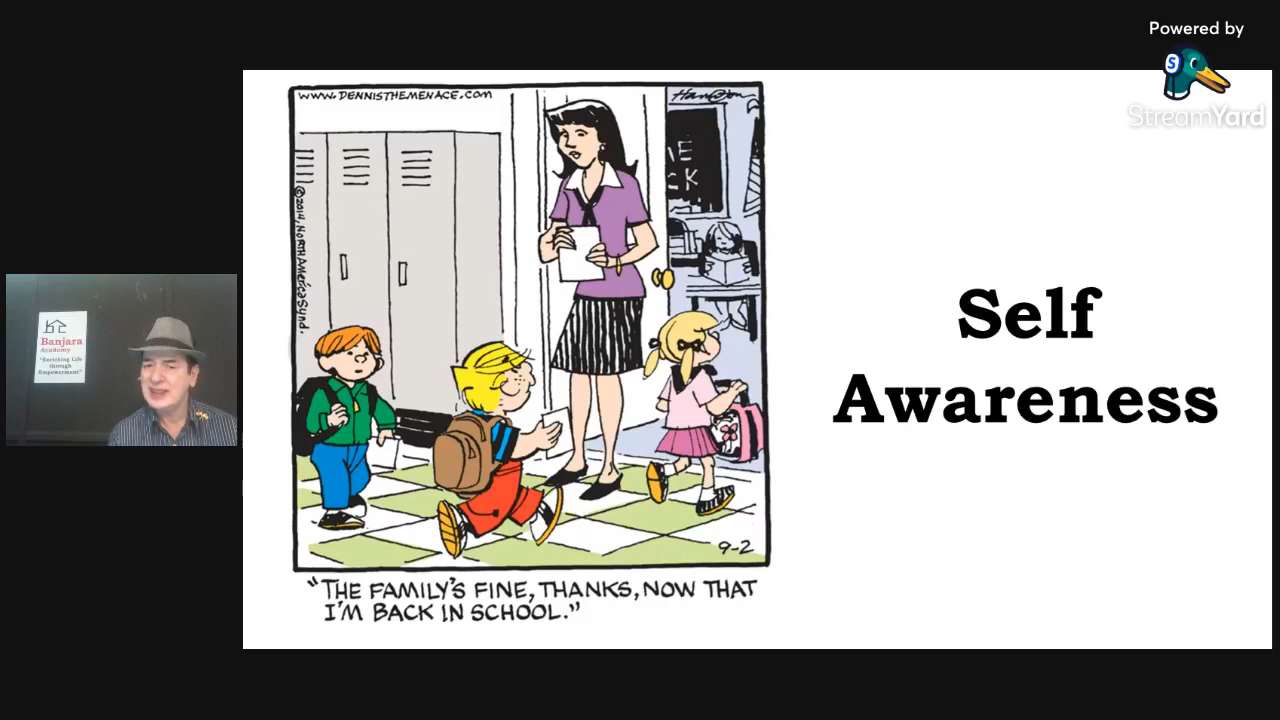 Powered by
StreamYard
WWW.DENNISTHEMENACE.COM
©2014, NORTH AMERICA SYND.
9-2
"THE FAMILY'S FINE, THANKS, NOW THAT
I'M BACK IN SCHOOL."
Self
Awareness
Banjara
Academy
"Enriching Life
through
Empowerment"